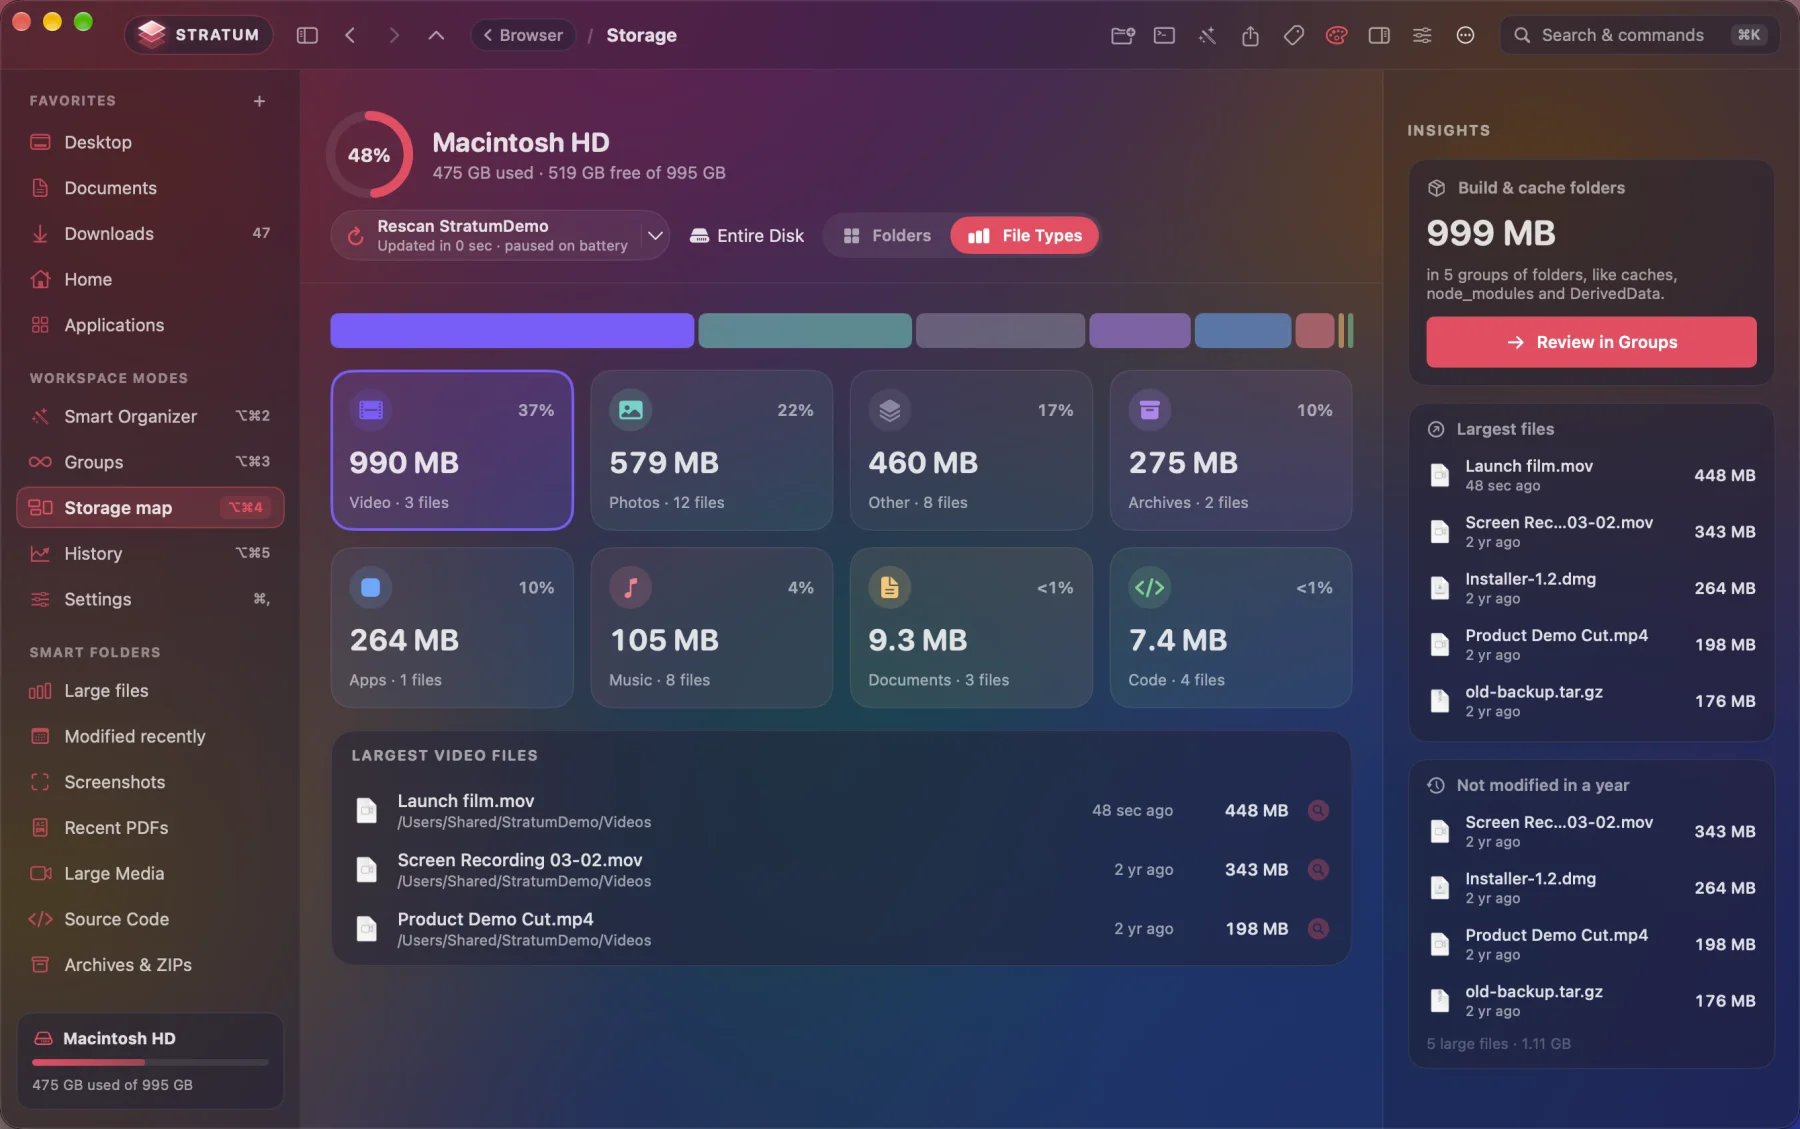 STRATUM
Browser / Storage
Search & commands ⌘K
FAVORITES +
Desktop
Documents
Downloads 47
Home
Applications
WORKSPACE MODES
Smart Organizer ⌥⌘2
Groups ⌥⌘3
Storage map ⌥⌘4
History ⌥⌘5
Settings ⌘,
SMART FOLDERS
Large files
Modified recently
Screenshots
Recent PDFs
Large Media
Source Code
Archives & ZIPs
Macintosh HD
475 GB used of 995 GB
48%
Macintosh HD
475 GB used · 519 GB free of 995 GB
Rescan StratumDemo
Updated in 0 sec · paused on battery
Entire Disk
Folders
File Types
37%
990 MB
Video · 3 files
22%
579 MB
Photos · 12 files
17%
460 MB
Other · 8 files
10%
275 MB
Archives · 2 files
10%
264 MB
Apps · 1 files
4%
105 MB
Music · 8 files
<1%
9.3 MB
Documents · 3 files
<1%
7.4 MB
Code · 4 files
LARGEST VIDEO FILES
Launch film.mov
/Users/Shared/StratumDemo/Videos
48 sec ago 448 MB
Screen Recording 03-02.mov
/Users/Shared/StratumDemo/Videos
2 yr ago 343 MB
Product Demo Cut.mp4
/Users/Shared/StratumDemo/Videos
2 yr ago 198 MB
INSIGHTS
Build & cache folders
999 MB
in 5 groups of folders, like caches,
node_modules and DerivedData.
Review in Groups
Largest files
Launch film.mov
48 sec ago
448 MB
Screen Rec...03-02.mov
2 yr ago
343 MB
Installer-1.2.dmg
2 yr ago
264 MB
Product Demo Cut.mp4
2 yr ago
198 MB
old-backup.tar.gz
2 yr ago
176 MB
Not modified in a year
Screen Rec...03-02.mov
2 yr ago
343 MB
Installer-1.2.dmg
2 yr ago
264 MB
Product Demo Cut.mp4
2 yr ago
198 MB
old-backup.tar.gz
2 yr ago
176 MB
5 large files · 1.11 GB